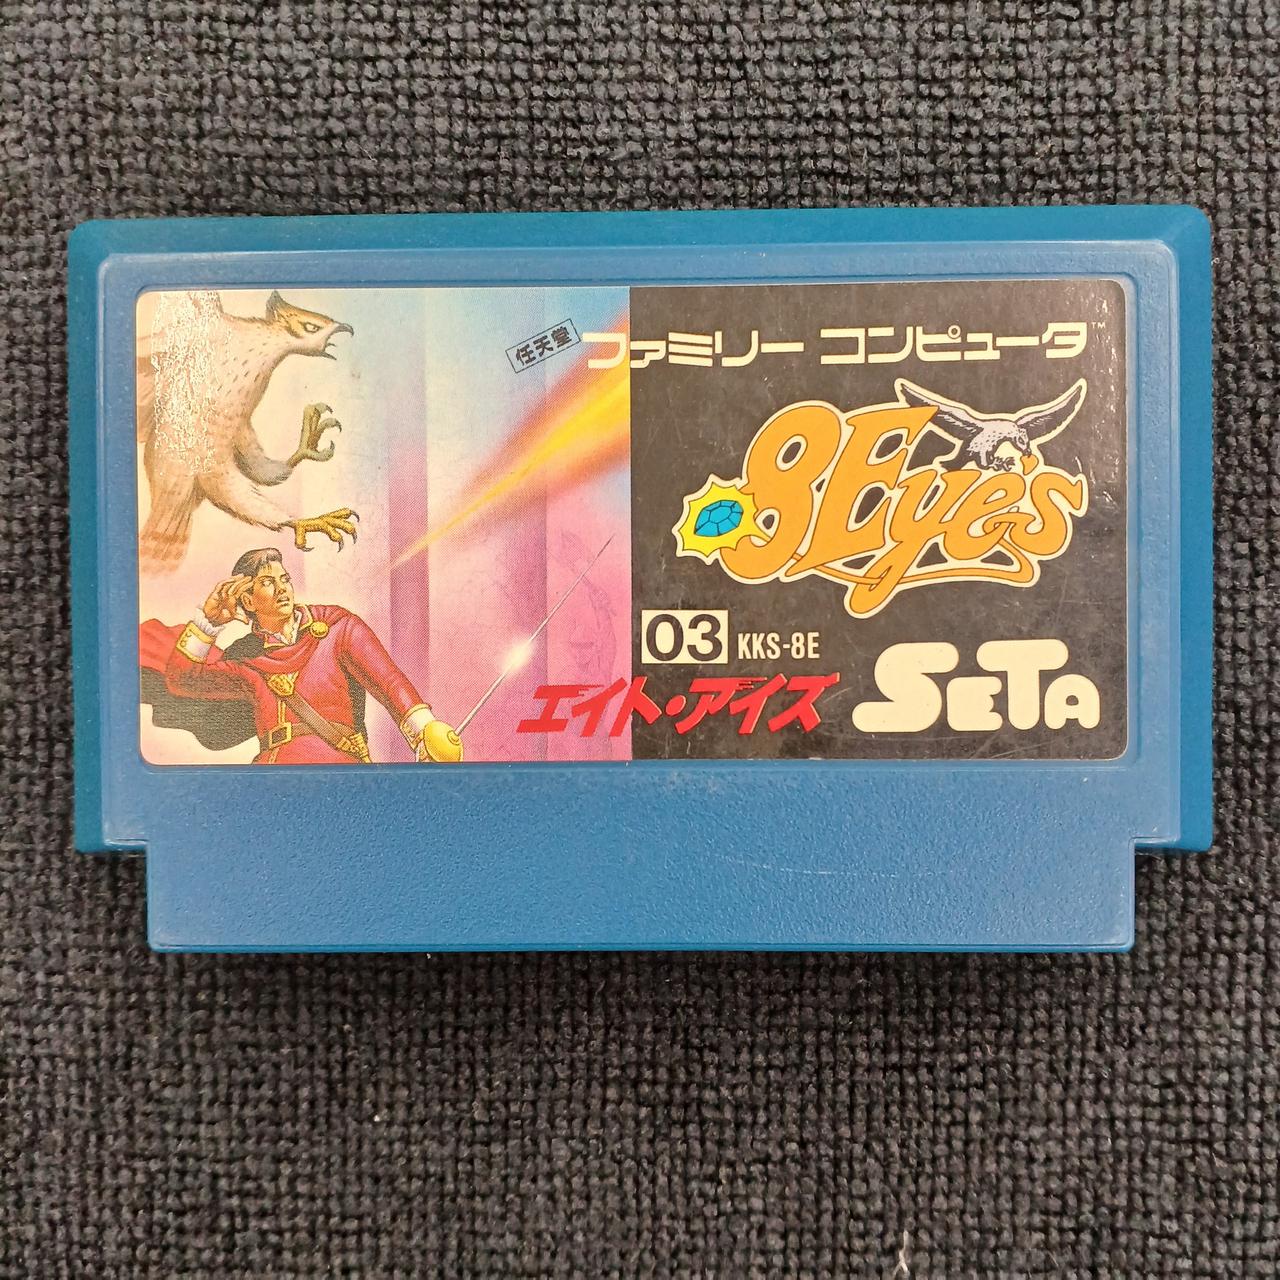 任天堂
ファミリー コンピュータ™
8Eye's
03 KKS-8E
エイト・アイズ
SETA